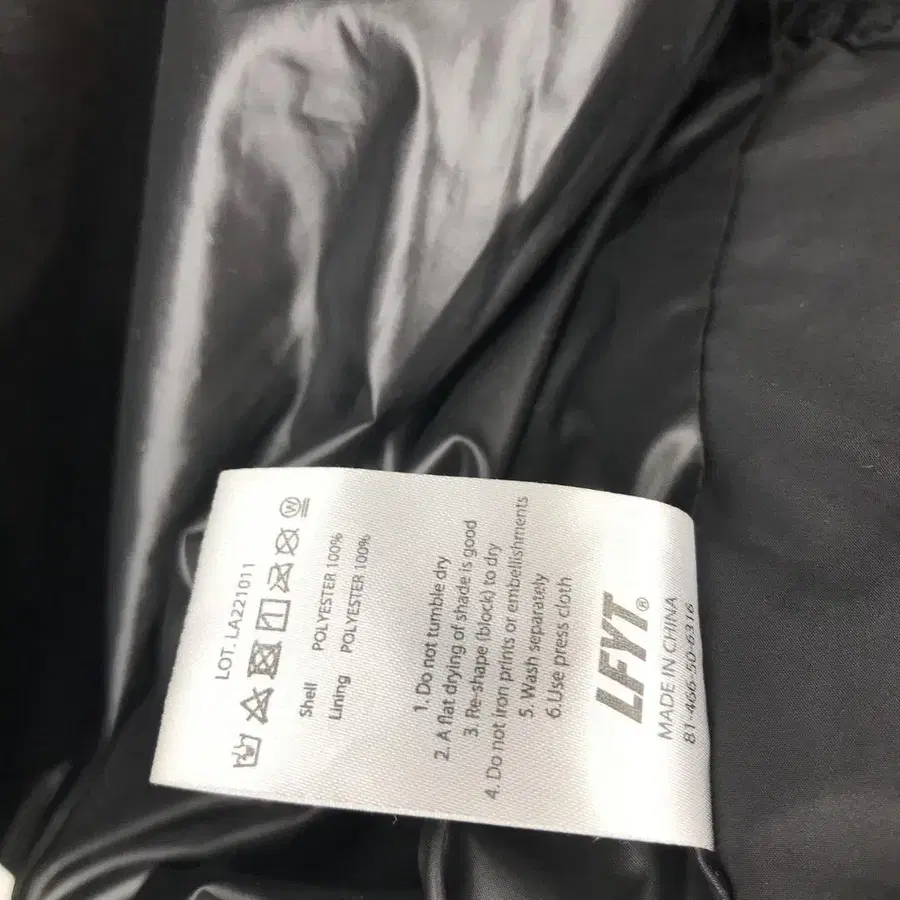 LOT. LA221011
W
Shell POLYESTER 100%
Lining POLYESTER 100%
1. Do not tumble dry
2. A flat drying of shade is good
3. Re-shape (block) to dry
4. Do not iron prints or embellishments
5. Wash separately
6.Use press cloth
LFYT®
MADE IN CHINA
81-466-50-6316